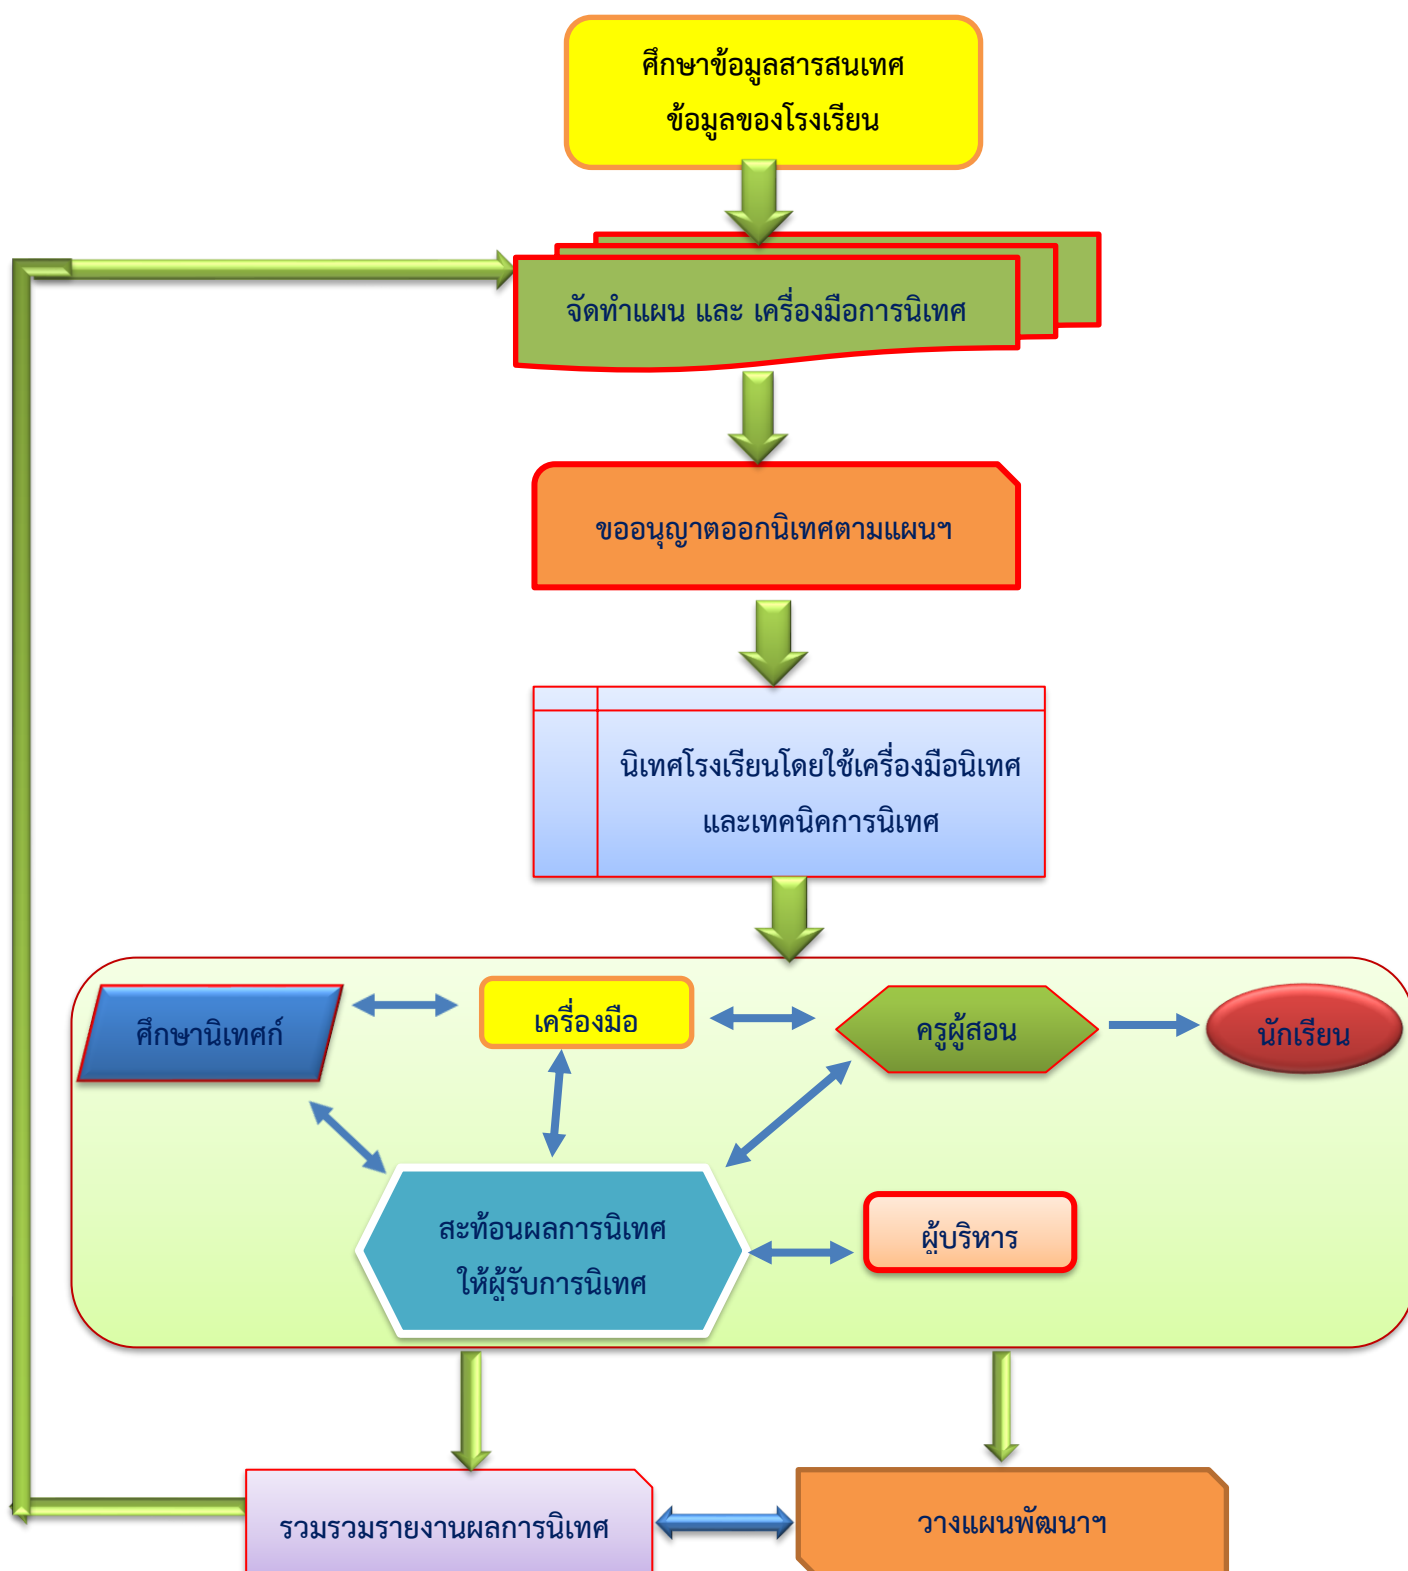 ศึกษาข้อมูลสารสนเทศ
ข้อมูลของโรงเรียน
จัดทำแผน และ เครื่องมือการนิเทศ
ขออนุญาตออกนิเทศตามแผนฯ
นิเทศโรงเรียนโดยใช้เครื่องมือนิเทศ
และเทคนิคการนิเทศ
ศึกษานิเทศก์
เครื่องมือ
ครูผู้สอน
นักเรียน
สะท้อนผลการนิเทศ
ให้ผู้รับการนิเทศ
ผู้บริหาร
รวมรวมรายงานผลการนิเทศ
วางแผนพัฒนาฯ